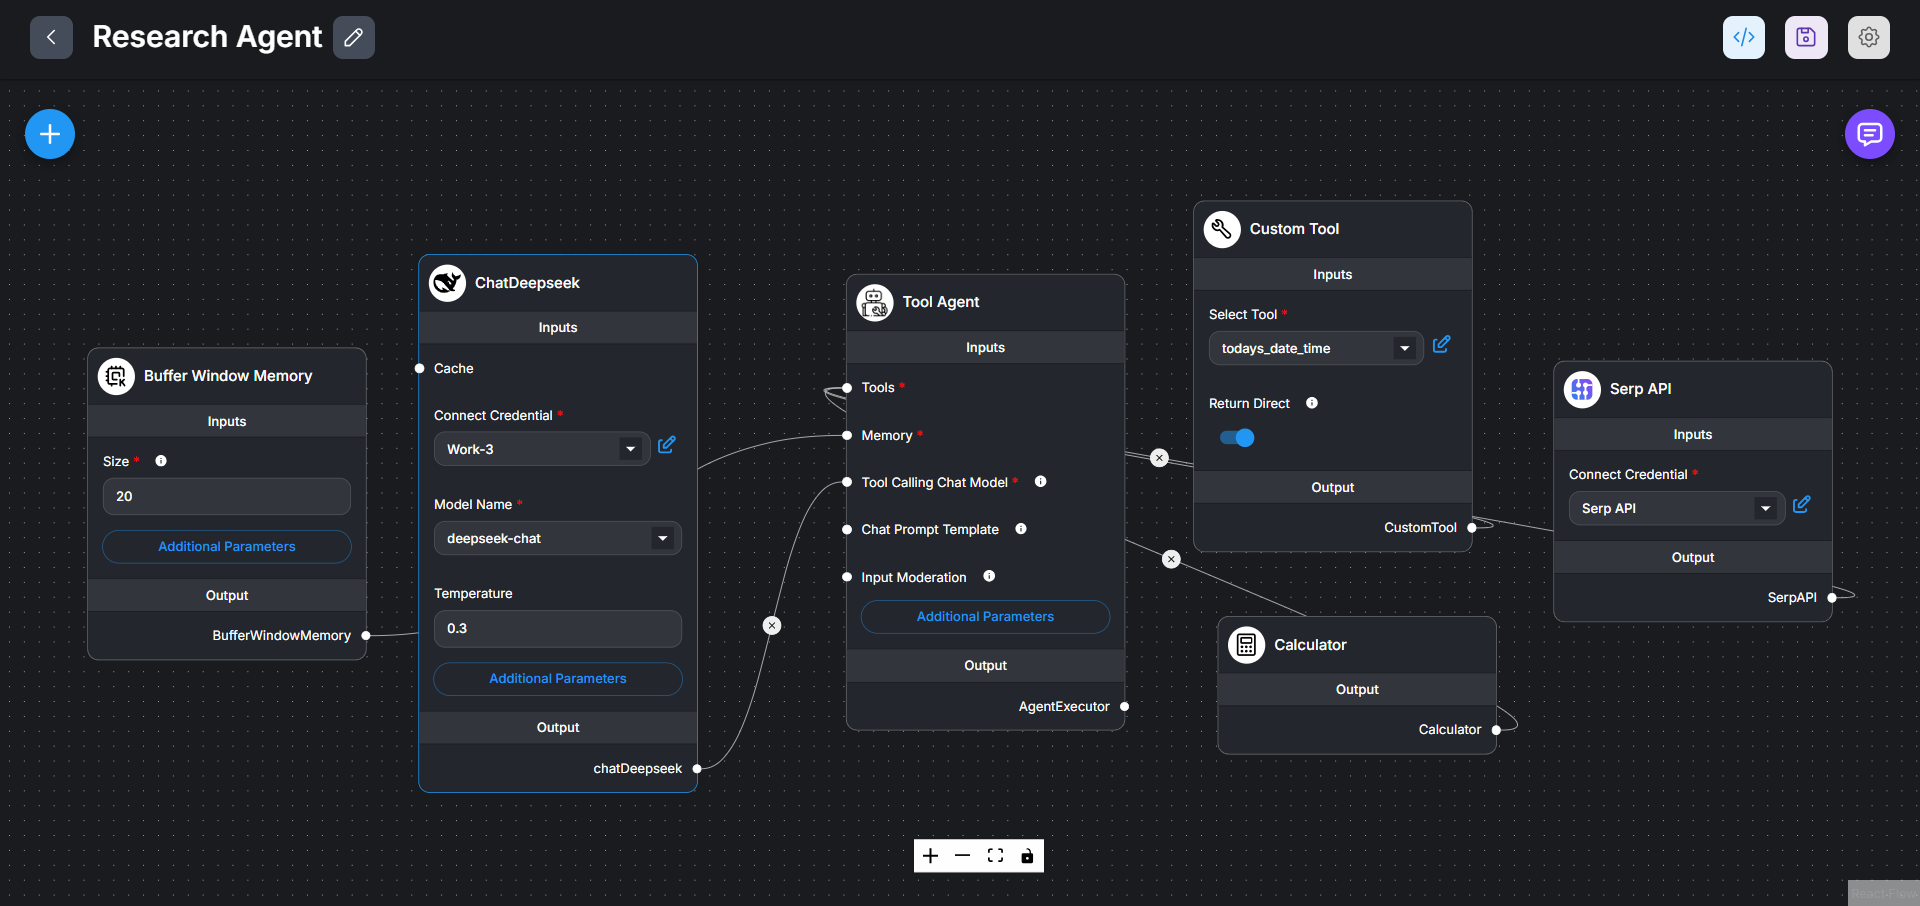 Research Agent
Buffer Window Memory
Inputs
Size *
20
Additional Parameters
Output
BufferWindowMemory
ChatDeepseek
Inputs
Cache
Connect Credential *
Work-3
Model Name *
deepseek-chat
Temperature
0.3
Additional Parameters
Output
chatDeepseek
Tool Agent
Inputs
Tools *
Memory *
Tool Calling Chat Model *
Chat Prompt Template
Input Moderation
Additional Parameters
Output
AgentExecutor
Custom Tool
Inputs
Select Tool *
todays_date_time
Return Direct
Output
CustomTool
Calculator
Output
Calculator
Serp API
Inputs
Connect Credential *
Serp API
Output
SerpAPI
React Flow